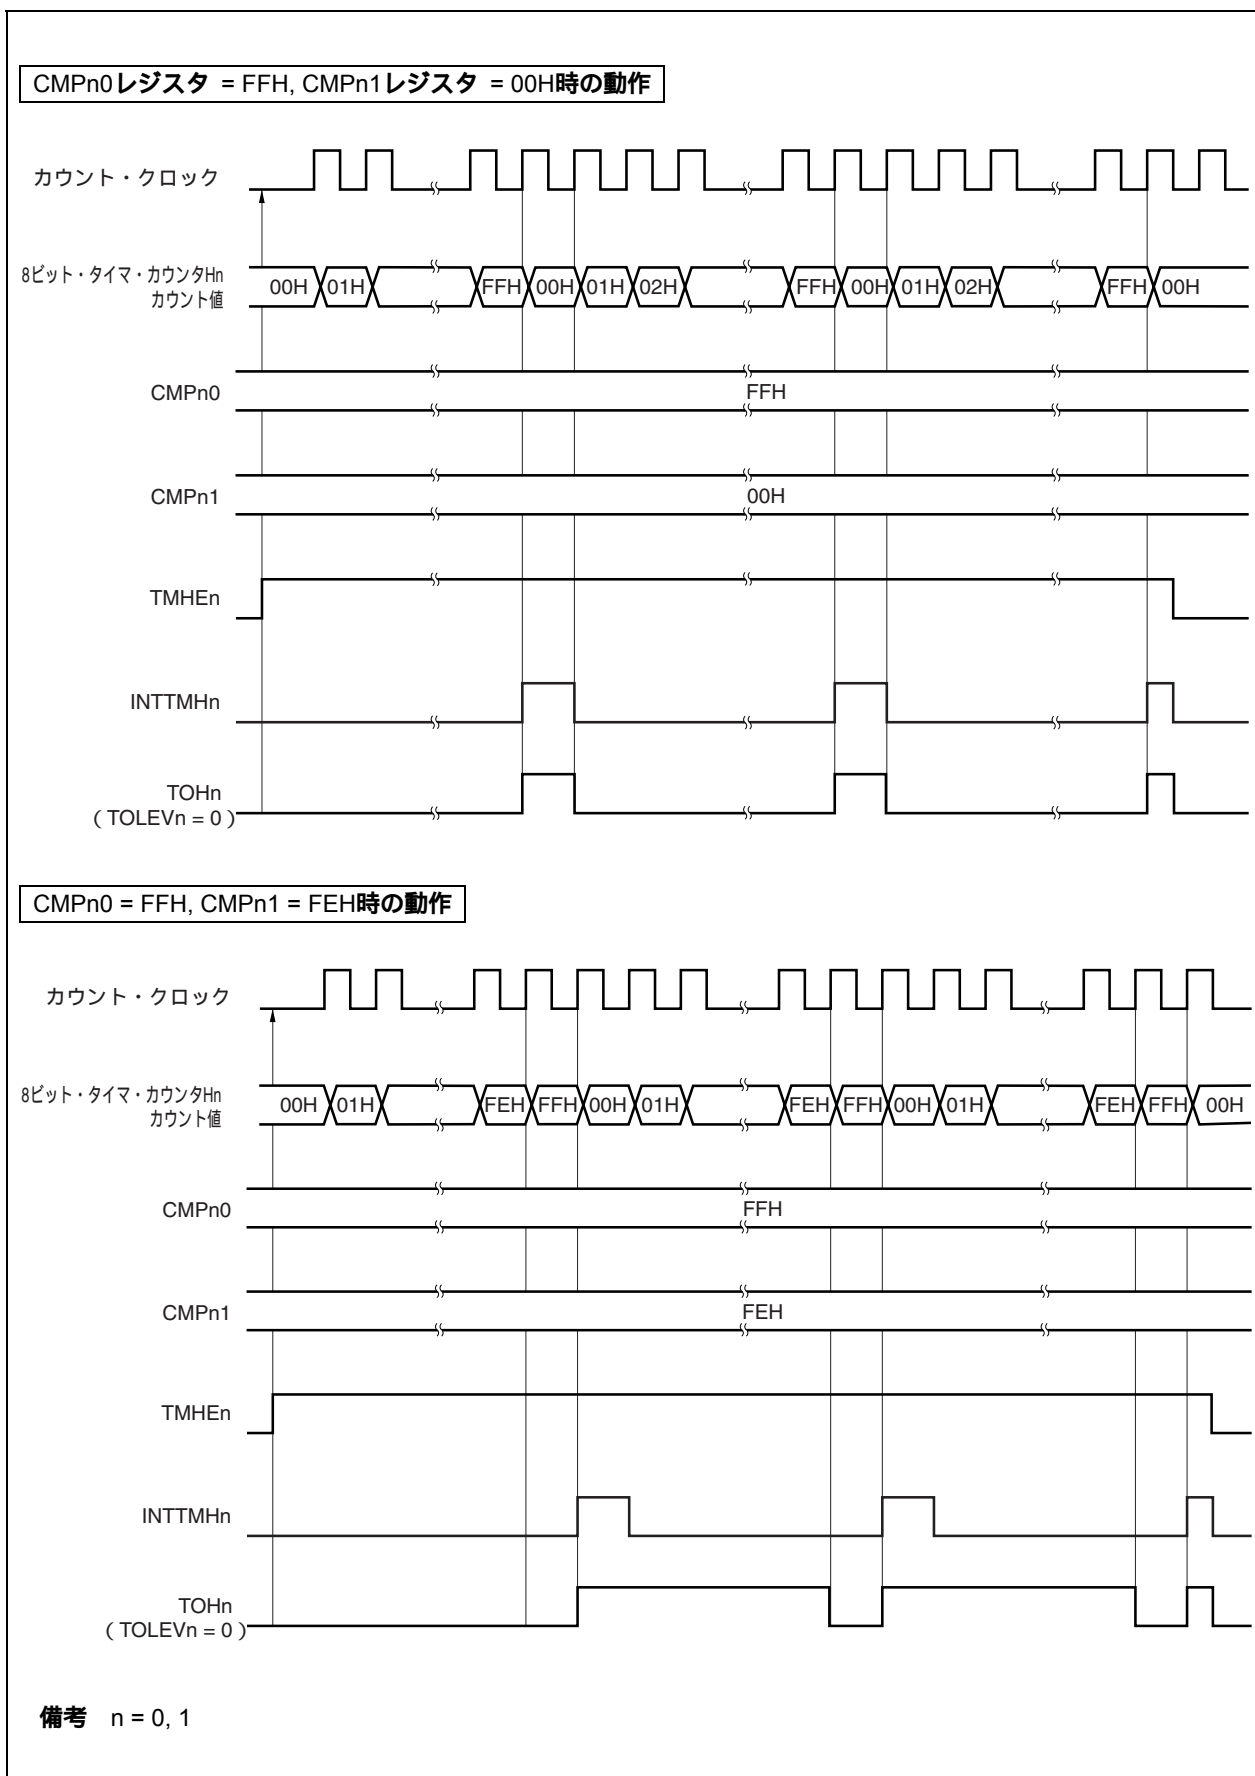 CMPn0レジスタ = FFH, CMPn1レジスタ = 00H時の動作
カウント・クロック
8ビット・タイマ・カウンタHn
カウント値
00H 01H FFH 00H 01H 02H FFH 00H 01H 02H FFH 00H
CMPn0 FFH
CMPn1 00H
TMHEn
INTTMHn
TOHn
(TOLEVn = 0)
CMPn0 = FFH, CMPn1 = FEH時の動作
カウント・クロック
8ビット・タイマ・カウンタHn
カウント値
00H 01H FEH FFH 00H 01H FEH FFH 00H 01H FEH FFH 00H
CMPn0 FFH
CMPn1 FEH
TMHEn
INTTMHn
TOHn
(TOLEVn = 0)
備考 n = 0, 1